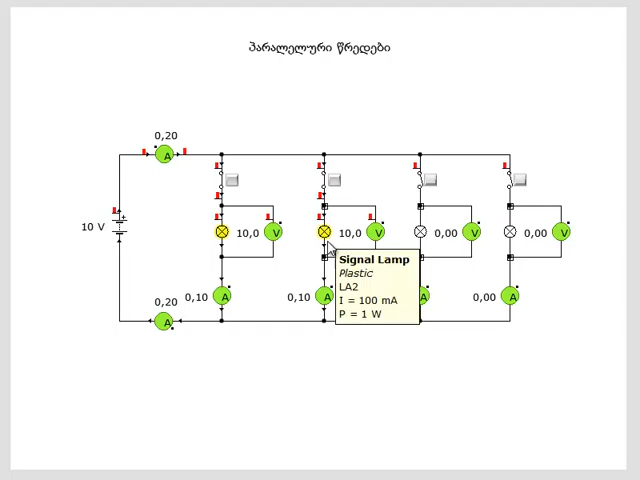 პარალელური წრედები
0,20
A
10 V
+
10,0 V
10,0 V
0,00 V
0,00 V
Signal Lamp
Plastic
LA2
I = 100 mA
P = 1 W
0,20
A
0,10 A
0,10 A
A
0,00 A